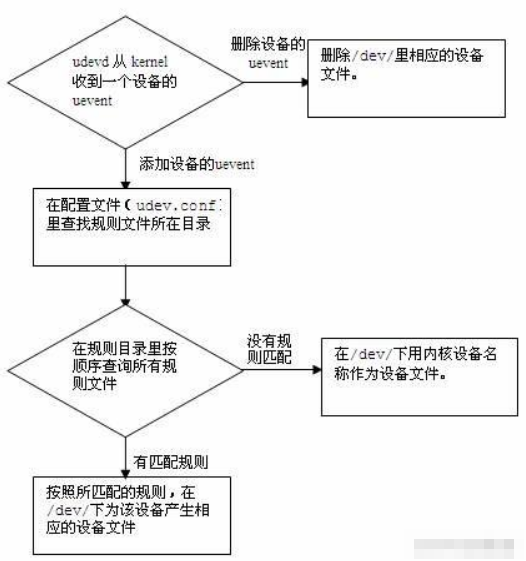 udevd 从 kernel
收到一个设备的
uevent
删除设备的
uevent
删除/dev/里相应的设备
文件。
添加设备的uevent
在配置文件(udev.conf)
里查找规则文件所在目录
在规则目录里按
顺序查询所有规
则文件
没有规
则匹配
在/dev/下用内核设备名
称作为设备文件。
有匹配规则
按照所匹配的规则,在
/dev/下为该设备产生相
应的设备文件